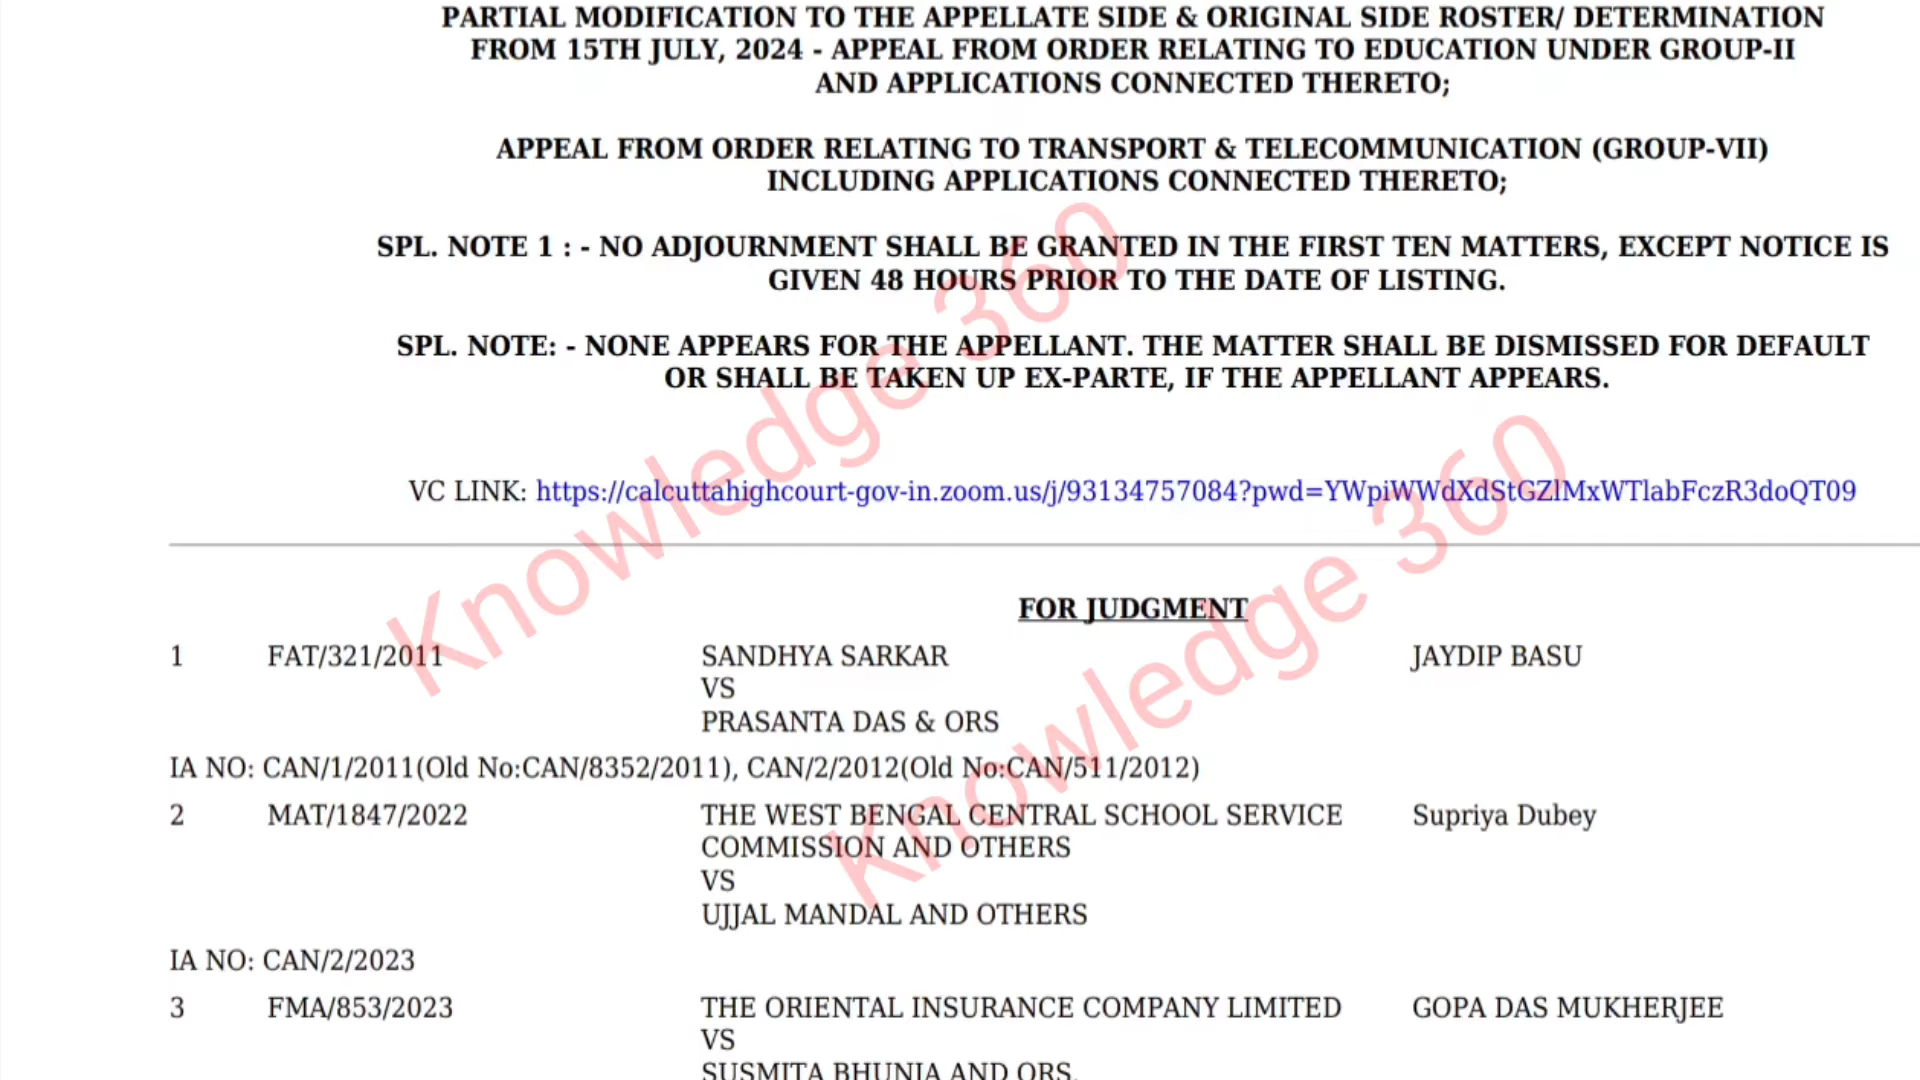 PARTIAL MODIFICATION TO THE APPELLATE SIDE & ORIGINAL SIDE ROSTER/ DETERMINATION
FROM 15TH JULY, 2024 - APPEAL FROM ORDER RELATING TO EDUCATION UNDER GROUP-II
AND APPLICATIONS CONNECTED THERETO;
APPEAL FROM ORDER RELATING TO TRANSPORT & TELECOMMUNICATION (GROUP-VII)
INCLUDING APPLICATIONS CONNECTED THERETO;
SPL. NOTE 1 : - NO ADJOURNMENT SHALL BE GRANTED IN THE FIRST TEN MATTERS, EXCEPT NOTICE IS
GIVEN 48 HOURS PRIOR TO THE DATE OF LISTING.
SPL. NOTE: - NONE APPEARS FOR THE APPELLANT. THE MATTER SHALL BE DISMISSED FOR DEFAULT
OR SHALL BE TAKEN UP EX-PARTE, IF THE APPELLANT APPEARS.
VC LINK: https://calcuttahighcourt-gov-in.zoom.us/j/93134757084?pwd=YWpiWWdXdStGZlMxWTlabFczR3doQT09
Knowledge 360
Knowledge 360
FOR JUDGMENT
1 FAT/321/2011 SANDHYA SARKAR JAYDIP BASU
VS
PRASANTA DAS & ORS
IA NO: CAN/1/2011(Old No:CAN/8352/2011), CAN/2/2012(Old No:CAN/511/2012)
2 MAT/1847/2022 THE WEST BENGAL CENTRAL SCHOOL SERVICE Supriya Dubey
COMMISSION AND OTHERS
VS
UJJAL MANDAL AND OTHERS
IA NO: CAN/2/2023
3 FMA/853/2023 THE ORIENTAL INSURANCE COMPANY LIMITED GOPA DAS MUKHERJEE
VS
SUSMITA BHUNIA AND ORS.